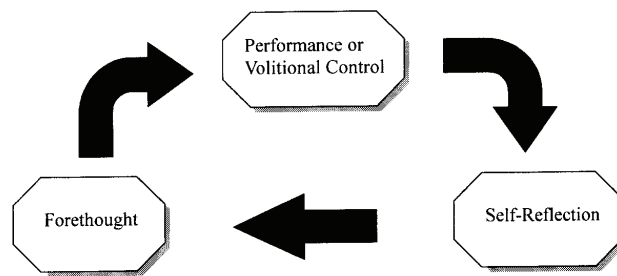 Performance or
Volitional Control
Forethought
Self-Reflection